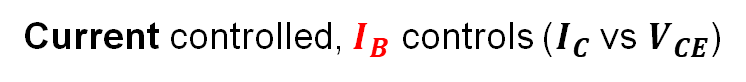 Current controlled, I_B controls (I_C vs V_CE)